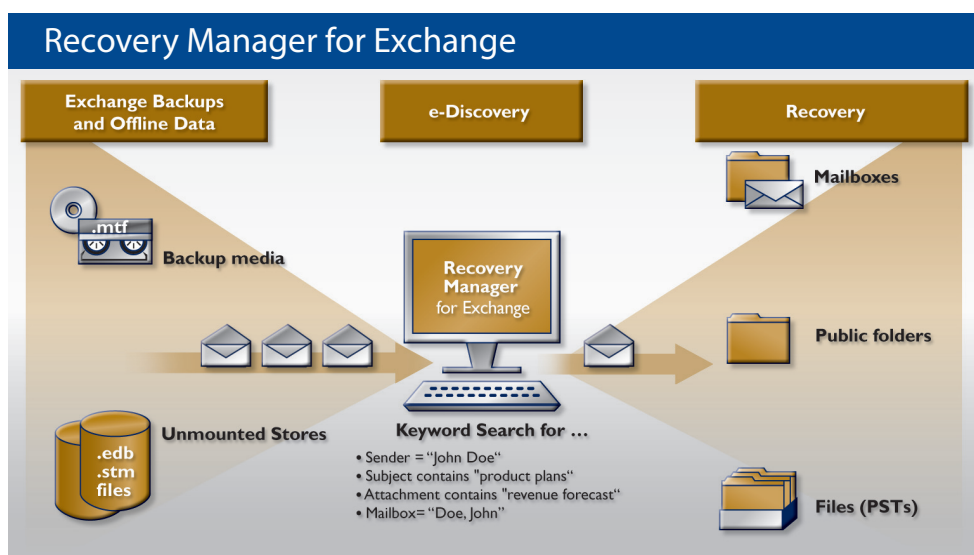 Recovery Manager for Exchange
Exchange Backups
and Offline Data
e-Discovery
Recovery
.mtf
Backup media
Unmounted Stores
.edb
.stm
files
Recovery
Manager
for Exchange
Keyword Search for ...
• Sender = “John Doe“
• Subject contains "product plans“
• Attachment contains "revenue forecast“
• Mailbox= “Doe, John”
Mailboxes
Public folders
Files (PSTs)